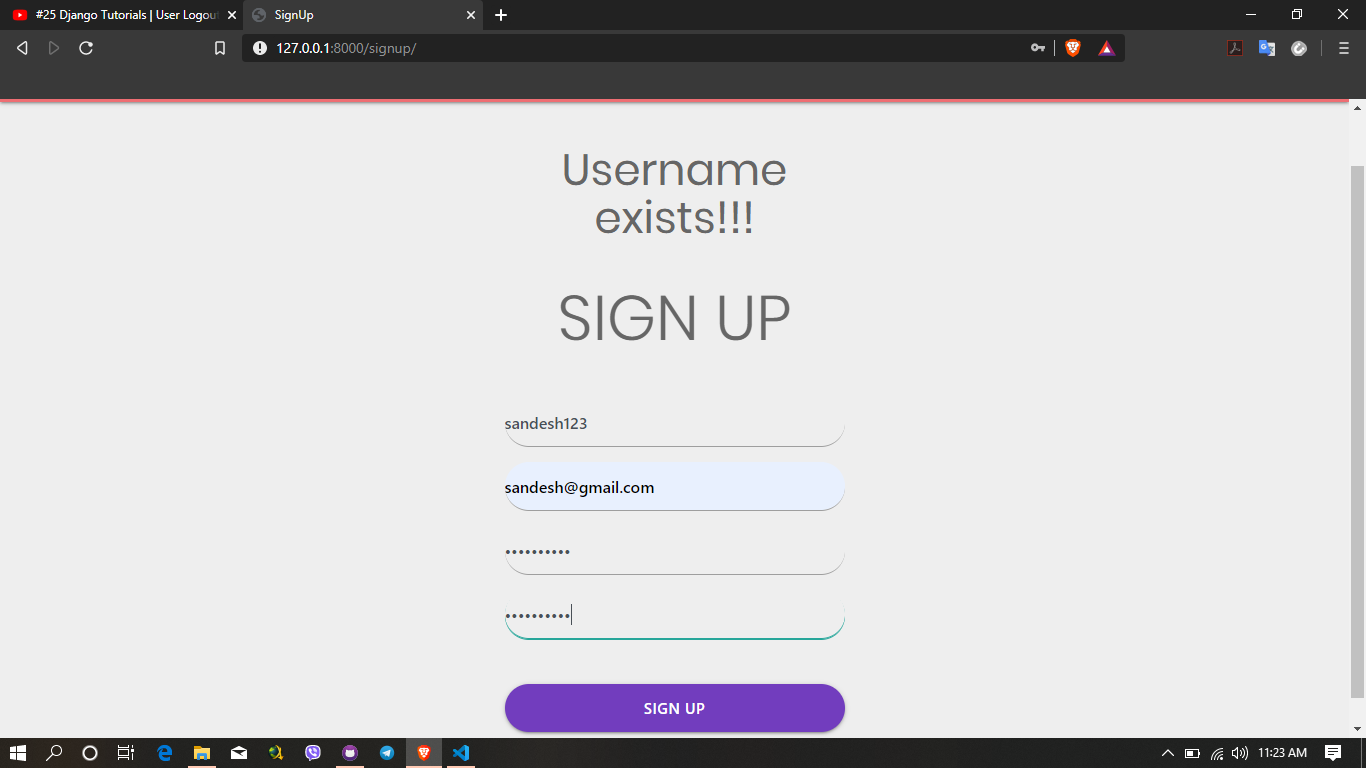 #25 Django Tutorials | User Logou
SignUp
127.0.0.1:8000/signup/
Username
exists!!!
SIGN UP
sandesh123
sandesh@gmail.com
••••••••••
••••••••••
SIGN UP
11:23 AM